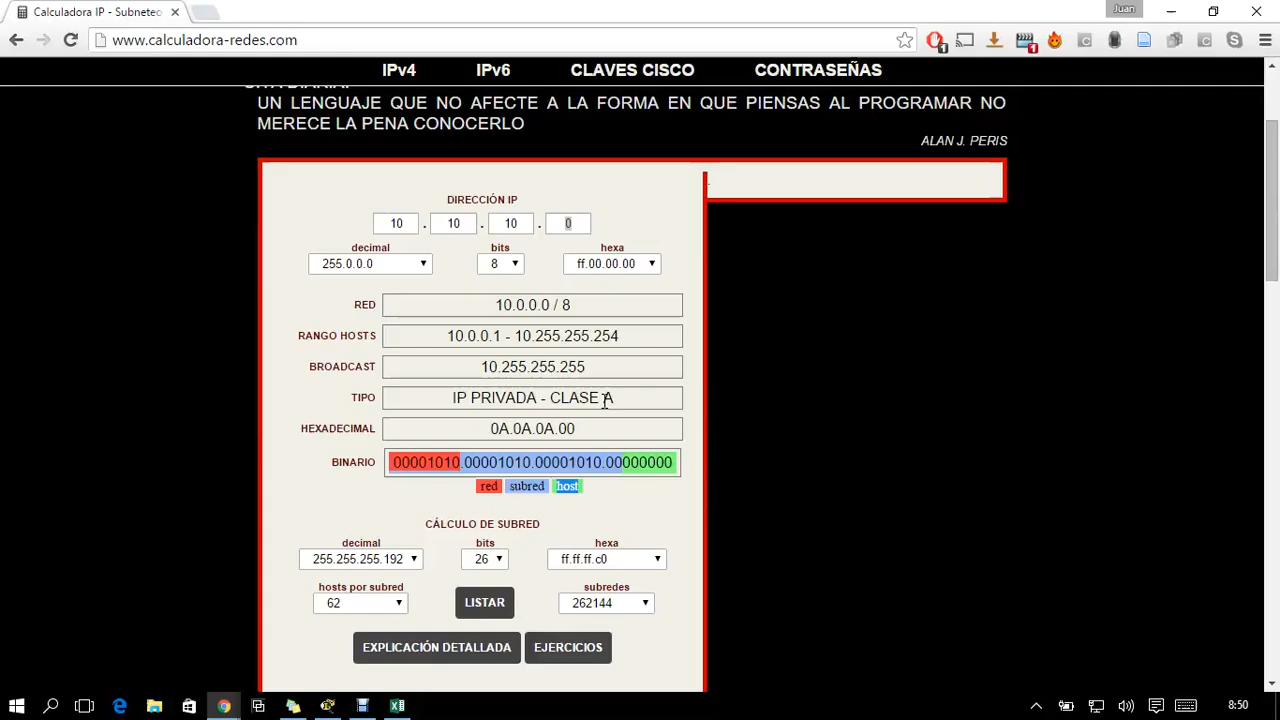 Calculadora IP - Subneteo
Juan
www.calculadora-redes.com
IPv4 IPv6 CLAVES CISCO CONTRASEÑAS
UN LENGUAJE QUE NO AFECTE A LA FORMA EN QUE PIENSAS AL PROGRAMAR NO
MERECE LA PENA CONOCERLO
ALAN J. PERIS
DIRECCIÓN IP
10 . 10 . 10 . 0
decimal bits hexa
255.0.0.0 8 ff.00.00.00
RED 10.0.0.0 / 8
RANGO HOSTS 10.0.0.1 - 10.255.255.254
BROADCAST 10.255.255.255
TIPO IP PRIVADA - CLASE A
HEXADECIMAL 0A.0A.0A.00
BINARIO 00001010.00001010.00001010.00000000
red subred host
CÁLCULO DE SUBRED
decimal bits hexa
255.255.255.192 26 ff.ff.ff.c0
hosts por subred subredes
62 LISTAR 262144
EXPLICACIÓN DETALLADA EJERCICIOS
8:50